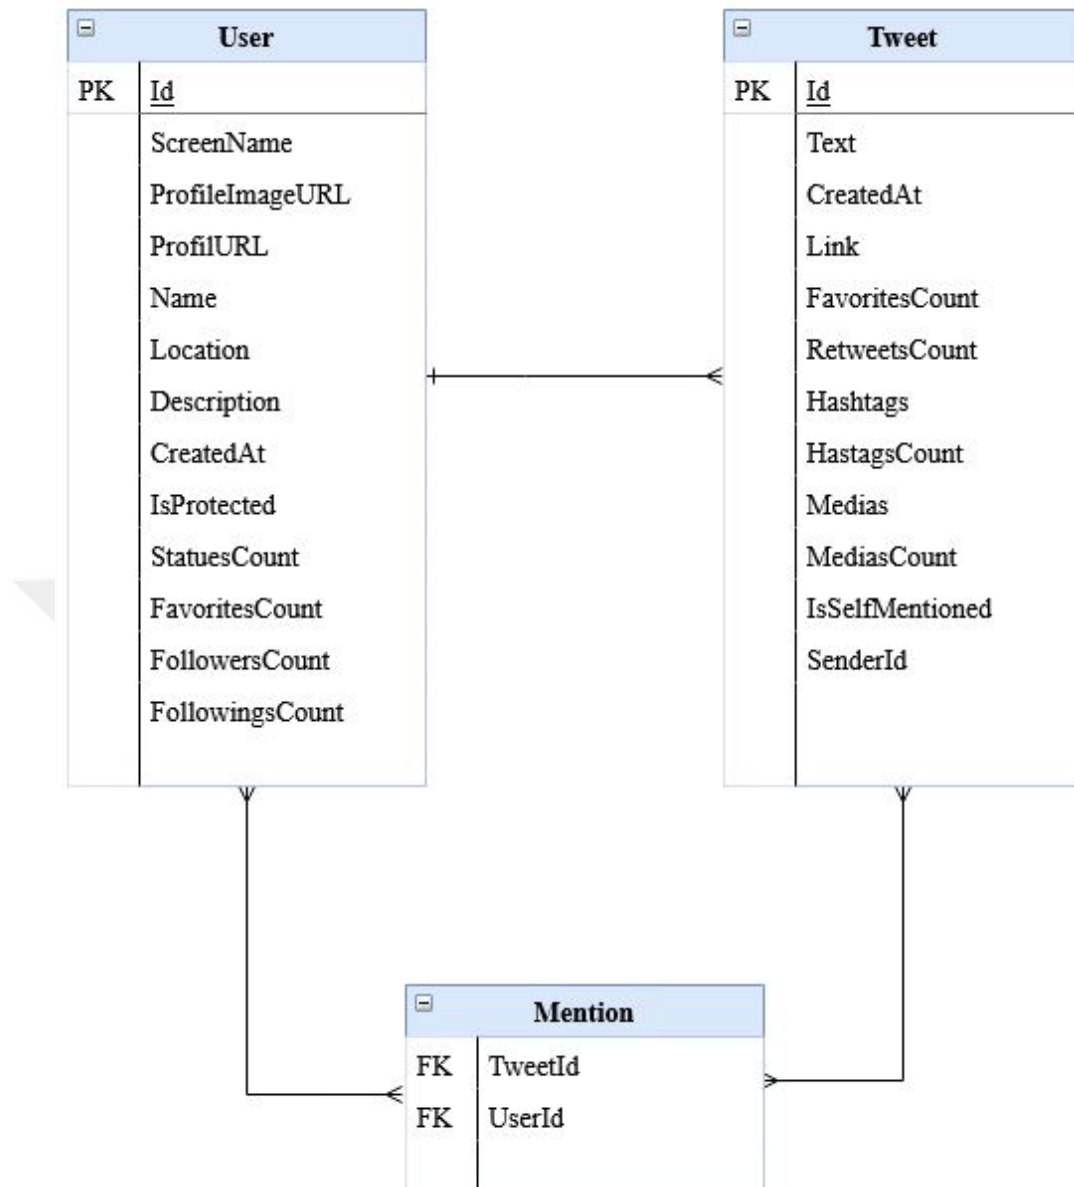 User
PK Id
ScreenName
ProfileImageURL
ProfilURL
Name
Location
Description
CreatedAt
IsProtected
StatuesCount
FavoritesCount
FollowersCount
FollowingsCount
Tweet
PK Id
Text
CreatedAt
Link
FavoritesCount
RetweetsCount
Hashtags
HastagsCount
Medias
MediasCount
IsSelfMentioned
SenderId
Mention
FK TweetId
FK UserId